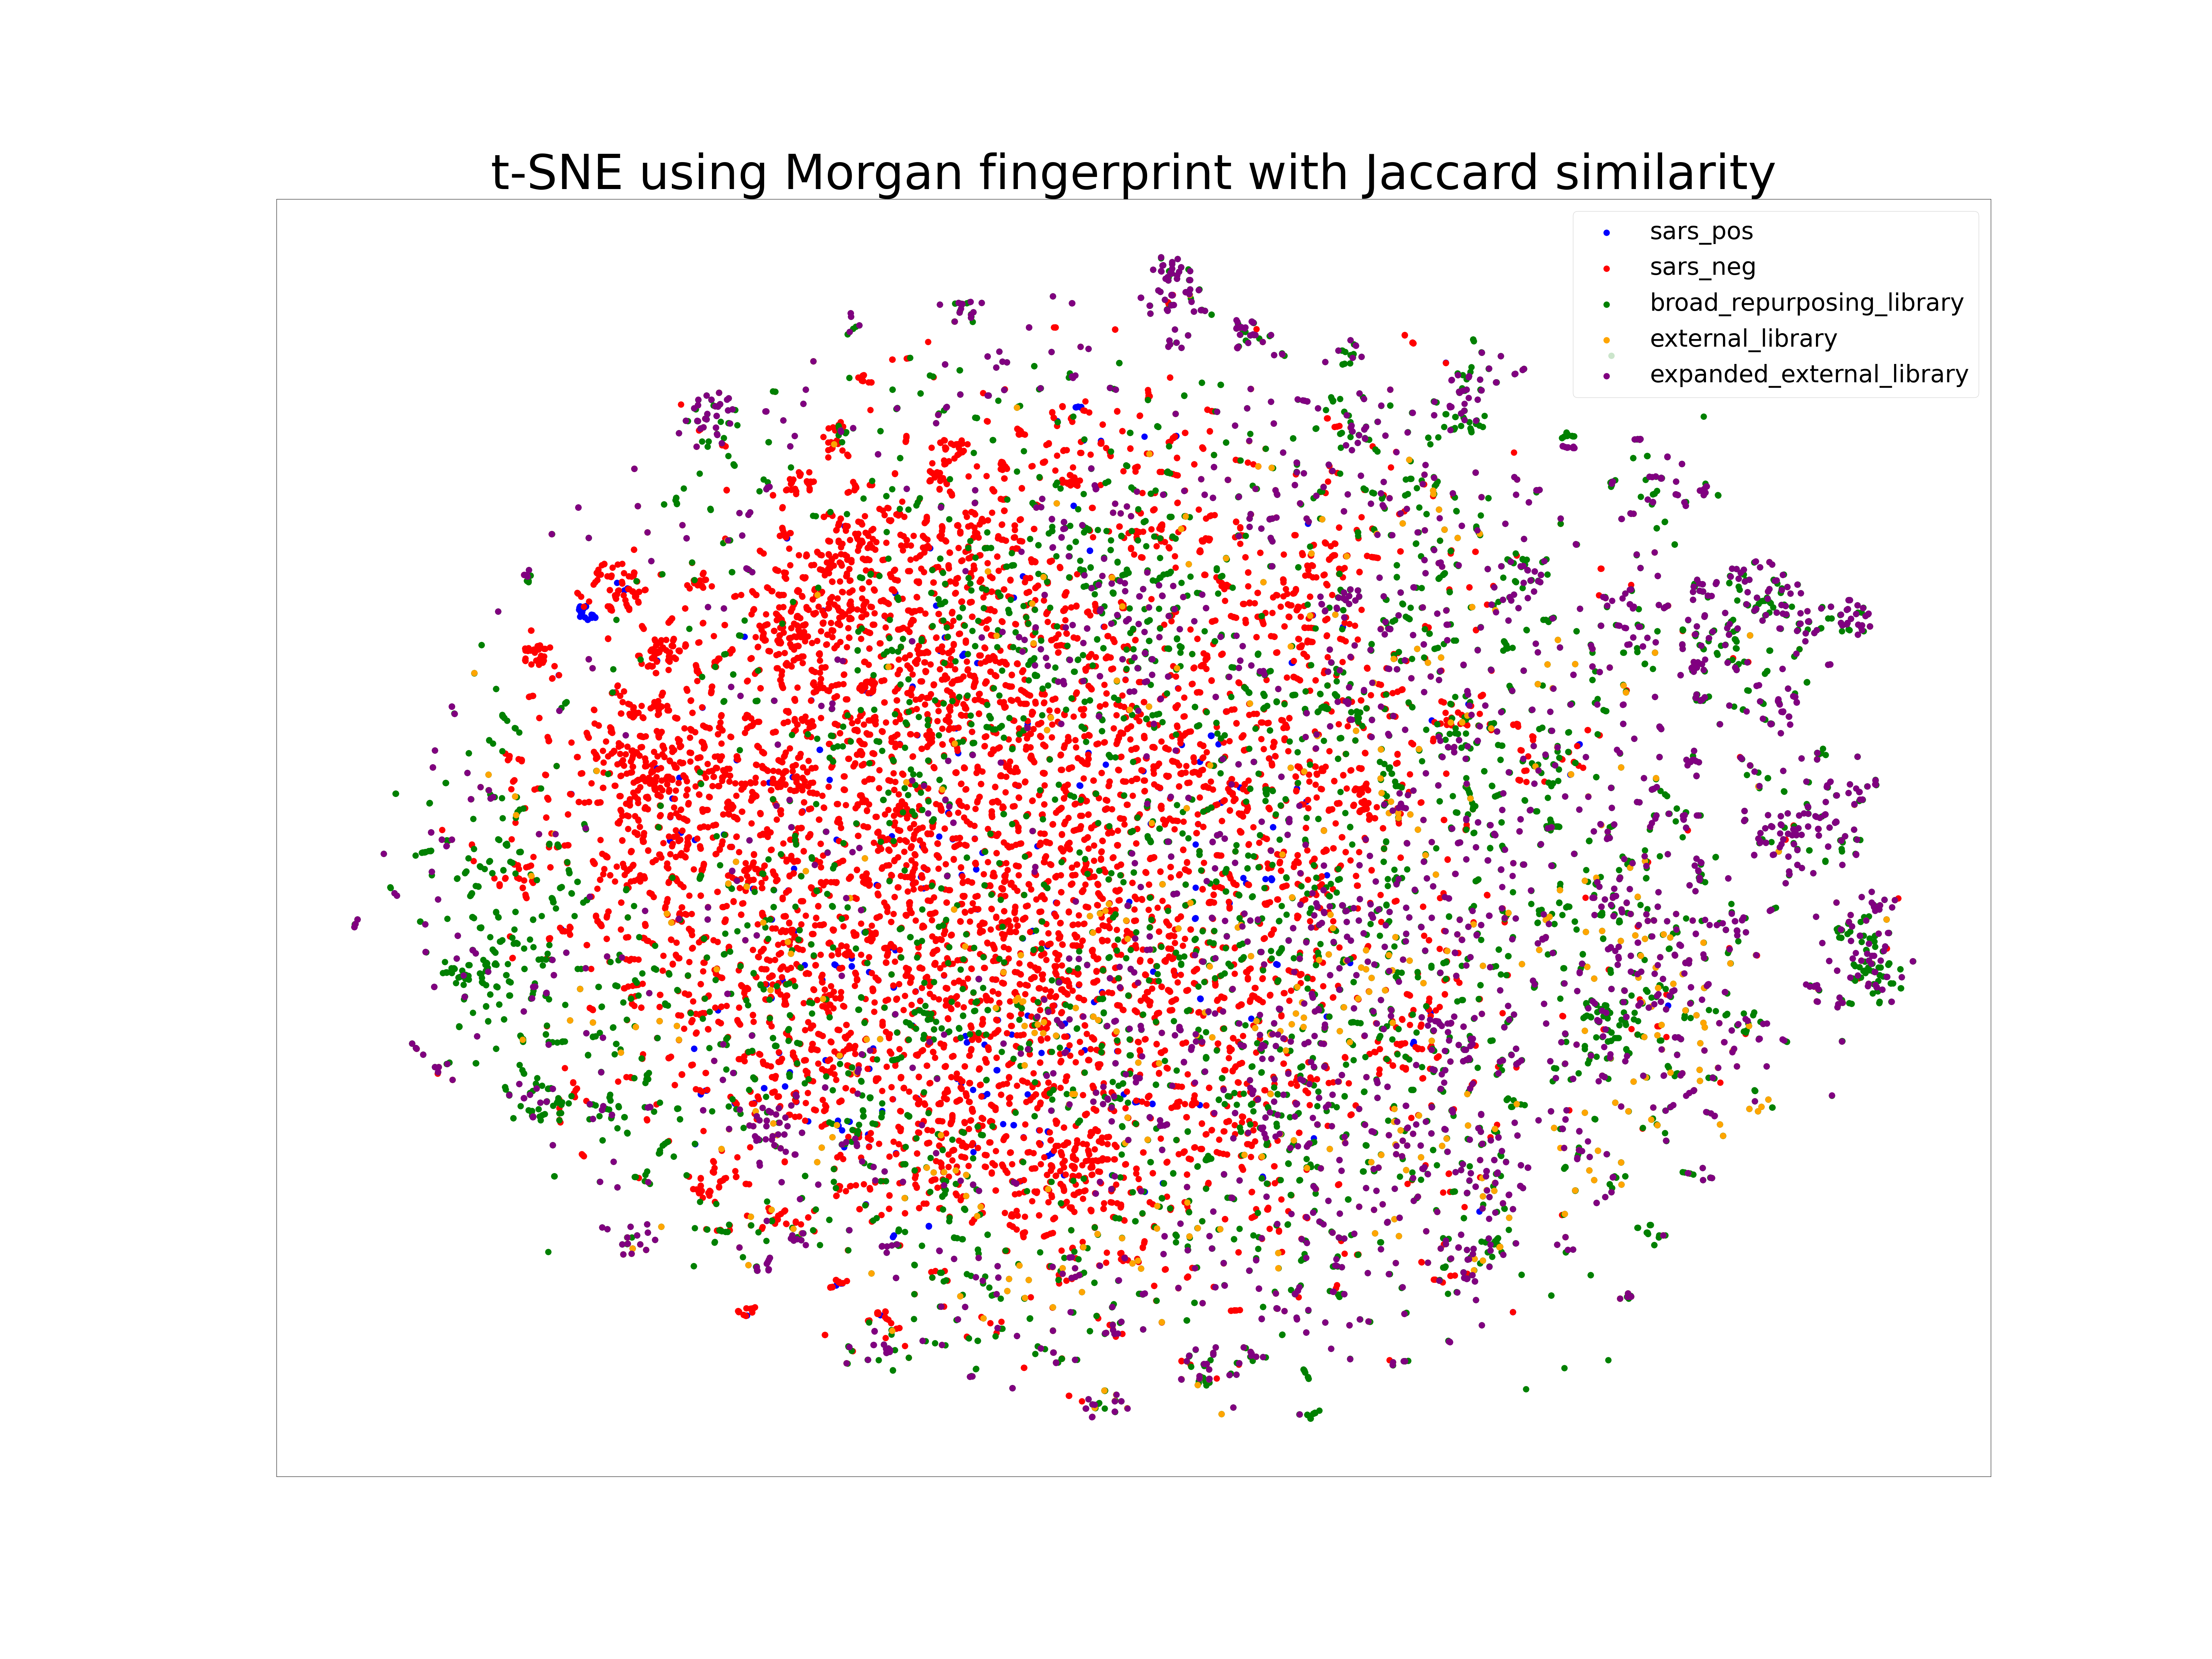 t-SNE using Morgan fingerprint with Jaccard similarity
sars_pos
sars_neg
broad_repurposing_library
external_library
expanded_external_library